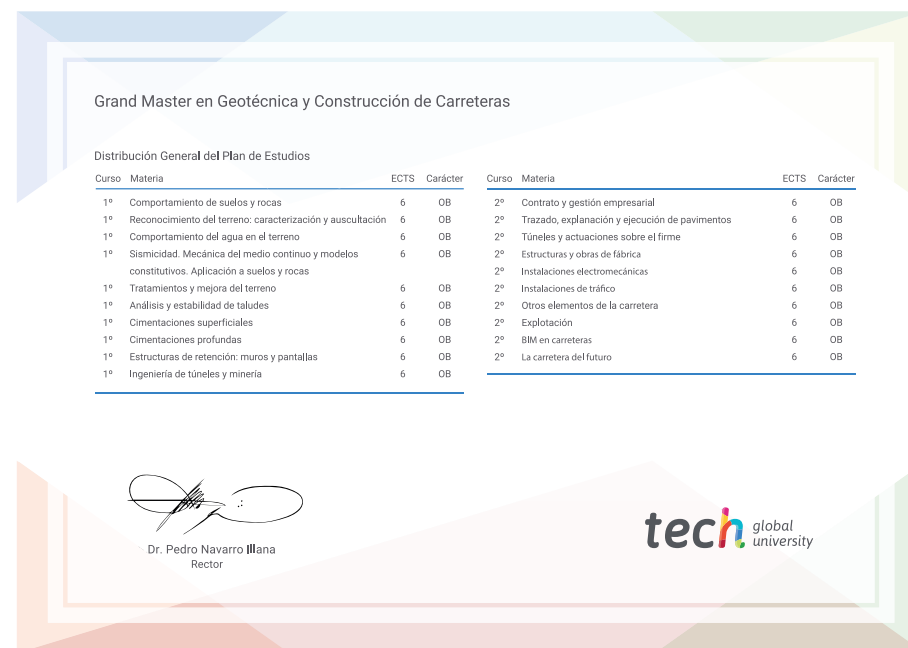 Grand Master en Geotécnica y Construcción de Carreteras
Distribución General del Plan de Estudios
Curso Materia ECTS Carácter
1º Comportamiento de suelos y rocas 6 OB
1º Reconocimiento del terreno: caracterización y auscultación 6 OB
1º Comportamiento del agua en el terreno 6 OB
1º Sismicidad. Mecánica del medio continuo y modelos 6 OB
constitutivos. Aplicación a suelos y rocas
1º Tratamientos y mejora del terreno 6 OB
1º Análisis y estabilidad de taludes 6 OB
1º Cimentaciones superficiales 6 OB
1º Cimentaciones profundas 6 OB
1º Estructuras de retención: muros y pantallas 6 OB
1º Ingeniería de túneles y minería 6 OB
Curso Materia ECTS Carácter
2º Contrato y gestión empresarial 6 OB
2º Trazado, explanación y ejecución de pavimentos 6 OB
2º Túneles y actuaciones sobre el firme 6 OB
2º Estructuras y obras de fábrica 6 OB
2º Instalaciones electromecánicas 6 OB
2º Instalaciones de tráfico 6 OB
2º Otros elementos de la carretera 6 OB
2º Explotación 6 OB
2º BIM en carreteras 6 OB
2º La carretera del futuro 6 OB
Dr. Pedro Navarro Illana
Rector
tech global
university